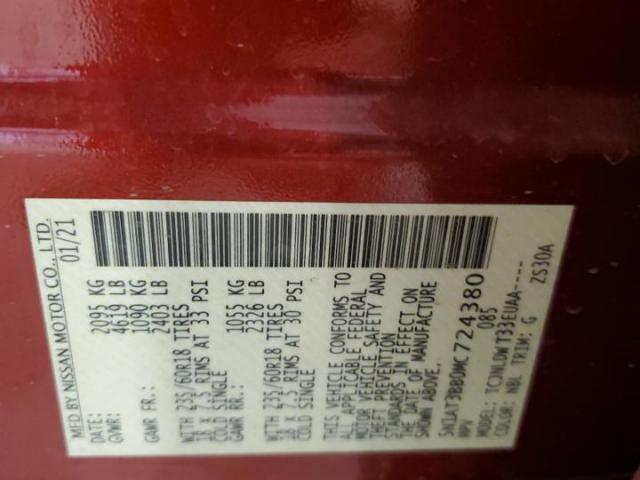 MFD. BY NISSAN MOTOR CO., LTD.
DATE: 01/21
GVWR: 2095 KG
4619 LB
GAWR FR.: 1090 KG
2403 LB
WITH 235/60R18 TIRES
18 X 7.5 RIMS AT 33 PSI
COLD SINGLE
GAWR RR.: 1055 KG
2326 LB
WITH 235/60R18 TIRES
18 X 7.5 RIMS AT 30 PSI
COLD SINGLE
THIS VEHICLE CONFORMS TO
ALL APPLICABLE FEDERAL
MOTOR VEHICLE SAFETY AND
THEFT PREVENTION
STANDARDS IN EFFECT ON
THE DATE OF MANUFACTURE
SHOWN ABOVE.
5N1AT3BB0MC 724380
MPV 085
MODEL: TCJNLDW T33EUAA-----
COLOR: NBL TRIM: G ZS30A